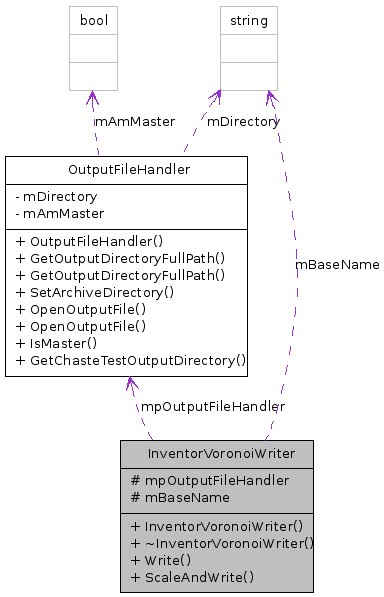 bool
string
mAmMaster
mDirectory
OutputFileHandler
- mDirectory
- mAmMaster
+ OutputFileHandler()
+ GetOutputDirectoryFullPath()
+ GetOutputDirectoryFullPath()
+ SetArchiveDirectory()
+ OpenOutputFile()
+ OpenOutputFile()
+ IsMaster()
+ GetChasteTestOutputDirectory()
mBaseName
mpOutputFileHandler
InventorVoronoiWriter
# mpOutputFileHandler
# mBaseName
+ InventorVoronoiWriter()
+ ~InventorVoronoiWriter()
+ Write()
+ ScaleAndWrite()